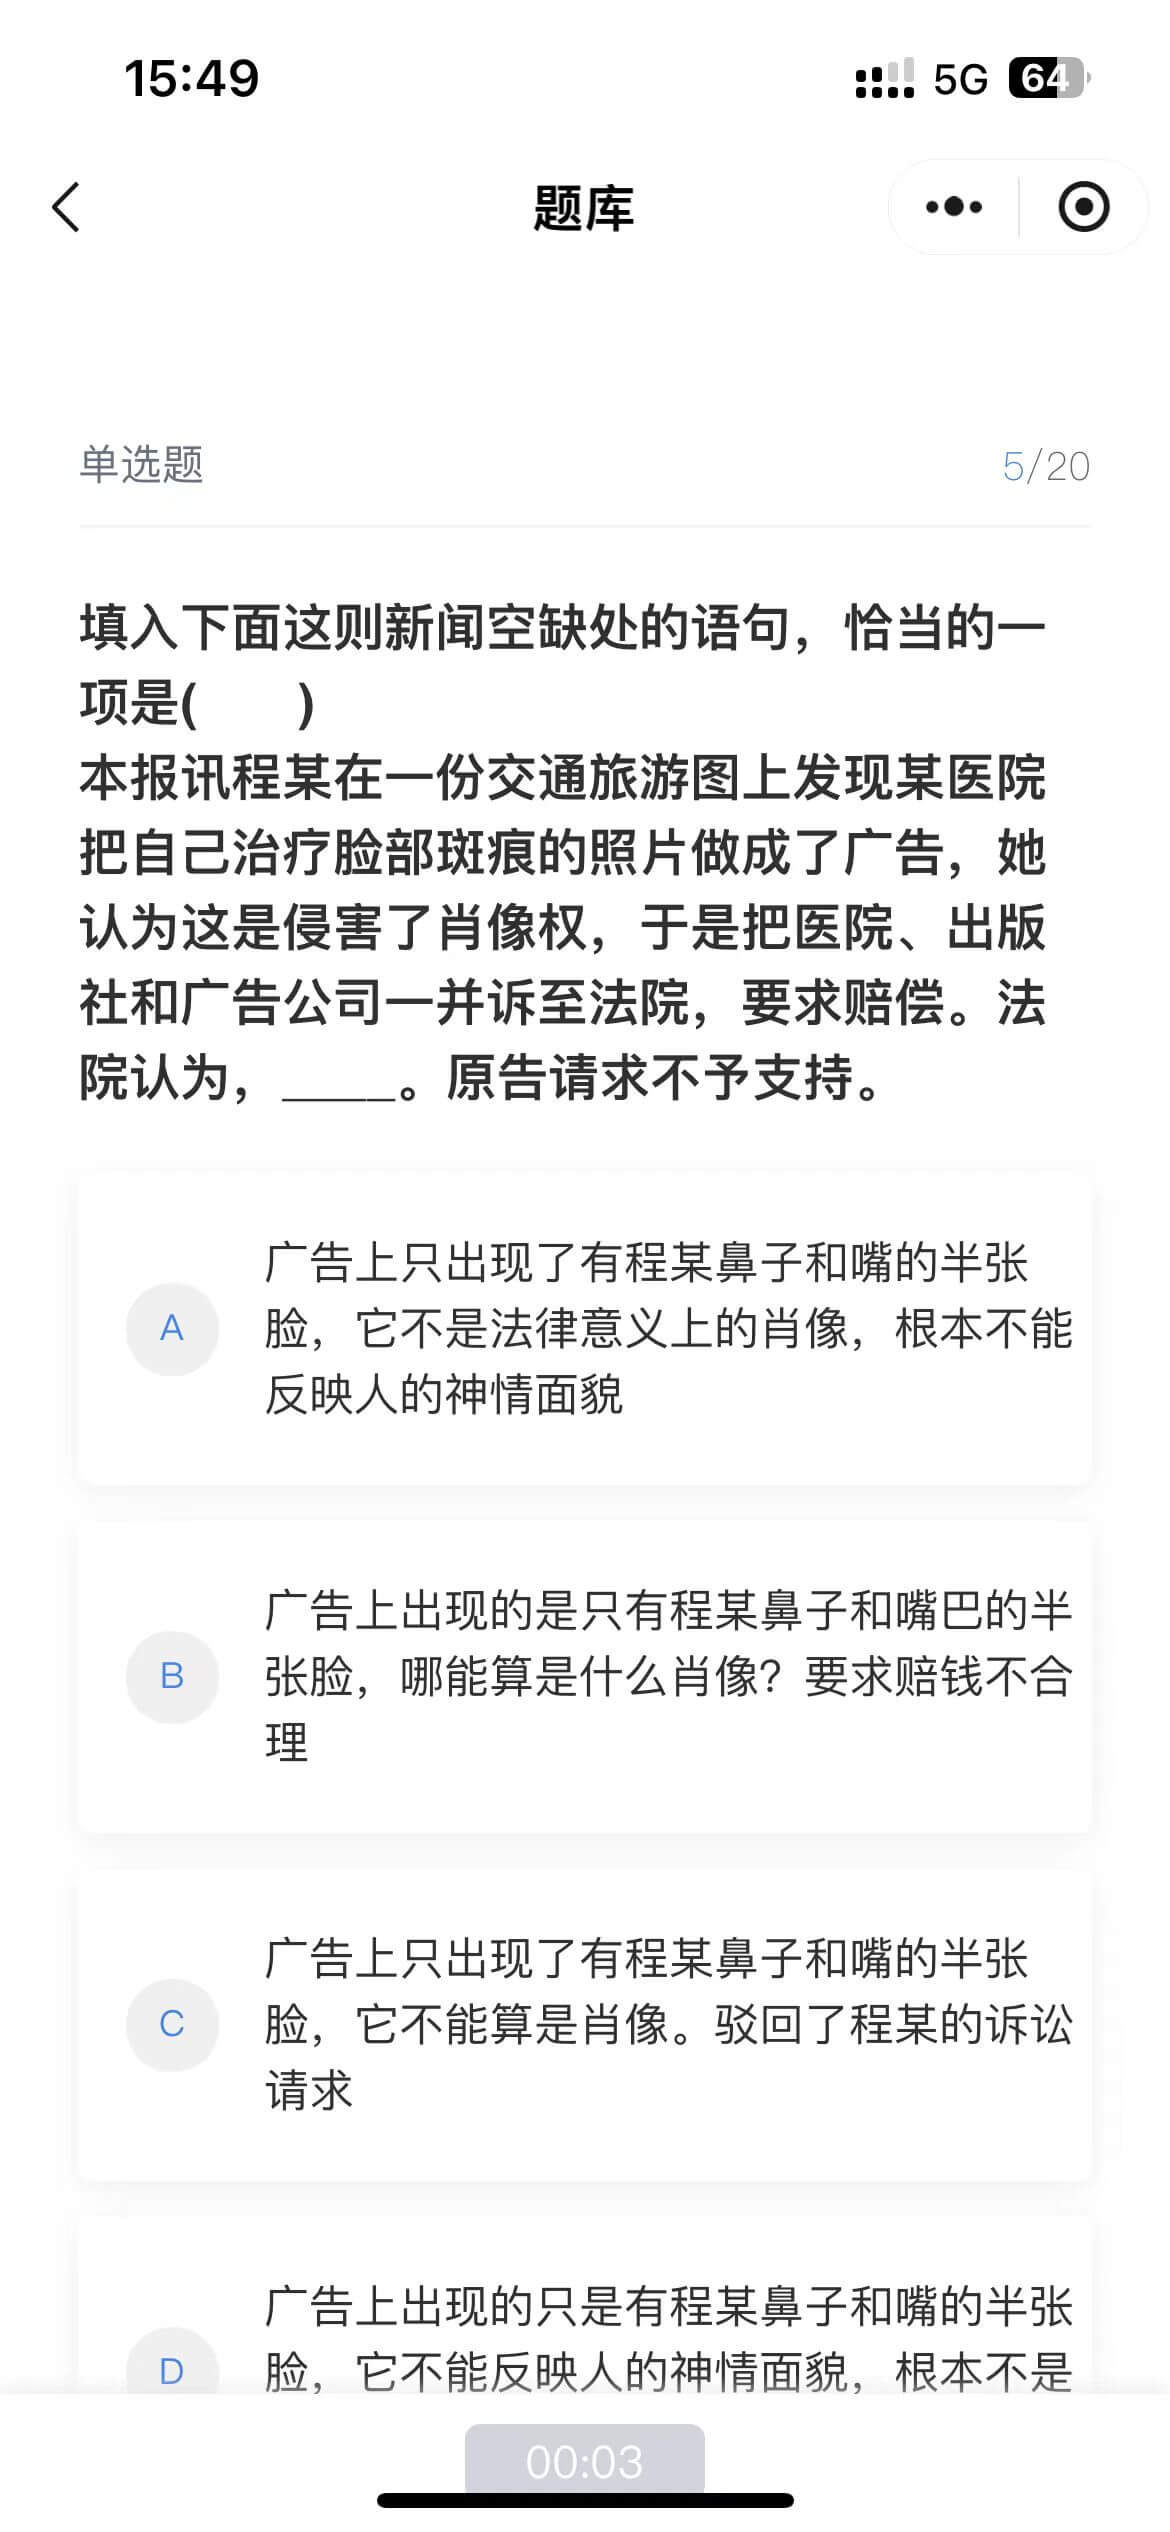 15:49
5G 64
题库
单选题
5/20
填入下面这则新闻空缺处的语句，恰当的一
项是(　　)
本报讯程某在一份交通旅游图上发现某医院
把自己治疗脸部斑痕的照片做成了广告，她
认为这是侵害了肖像权，于是把医院、出版
社和广告公司一并诉至法院，要求赔偿。法
院认为，____。原告请求不予支持。
A
广告上只出现了有程某鼻子和嘴的半张
脸，它不是法律意义上的肖像，根本不能
反映人的神情面貌
B
广告上出现的是只有程某鼻子和嘴巴的半
张脸，哪能算是什么肖像？要求赔钱不合
理
C
广告上只出现了有程某鼻子和嘴的半张
脸，它不能算是肖像。驳回了程某的诉讼
请求
D
广告上出现的只是有程某鼻子和嘴的半张
脸，它不能反映人的神情面貌，根本不是
00:03